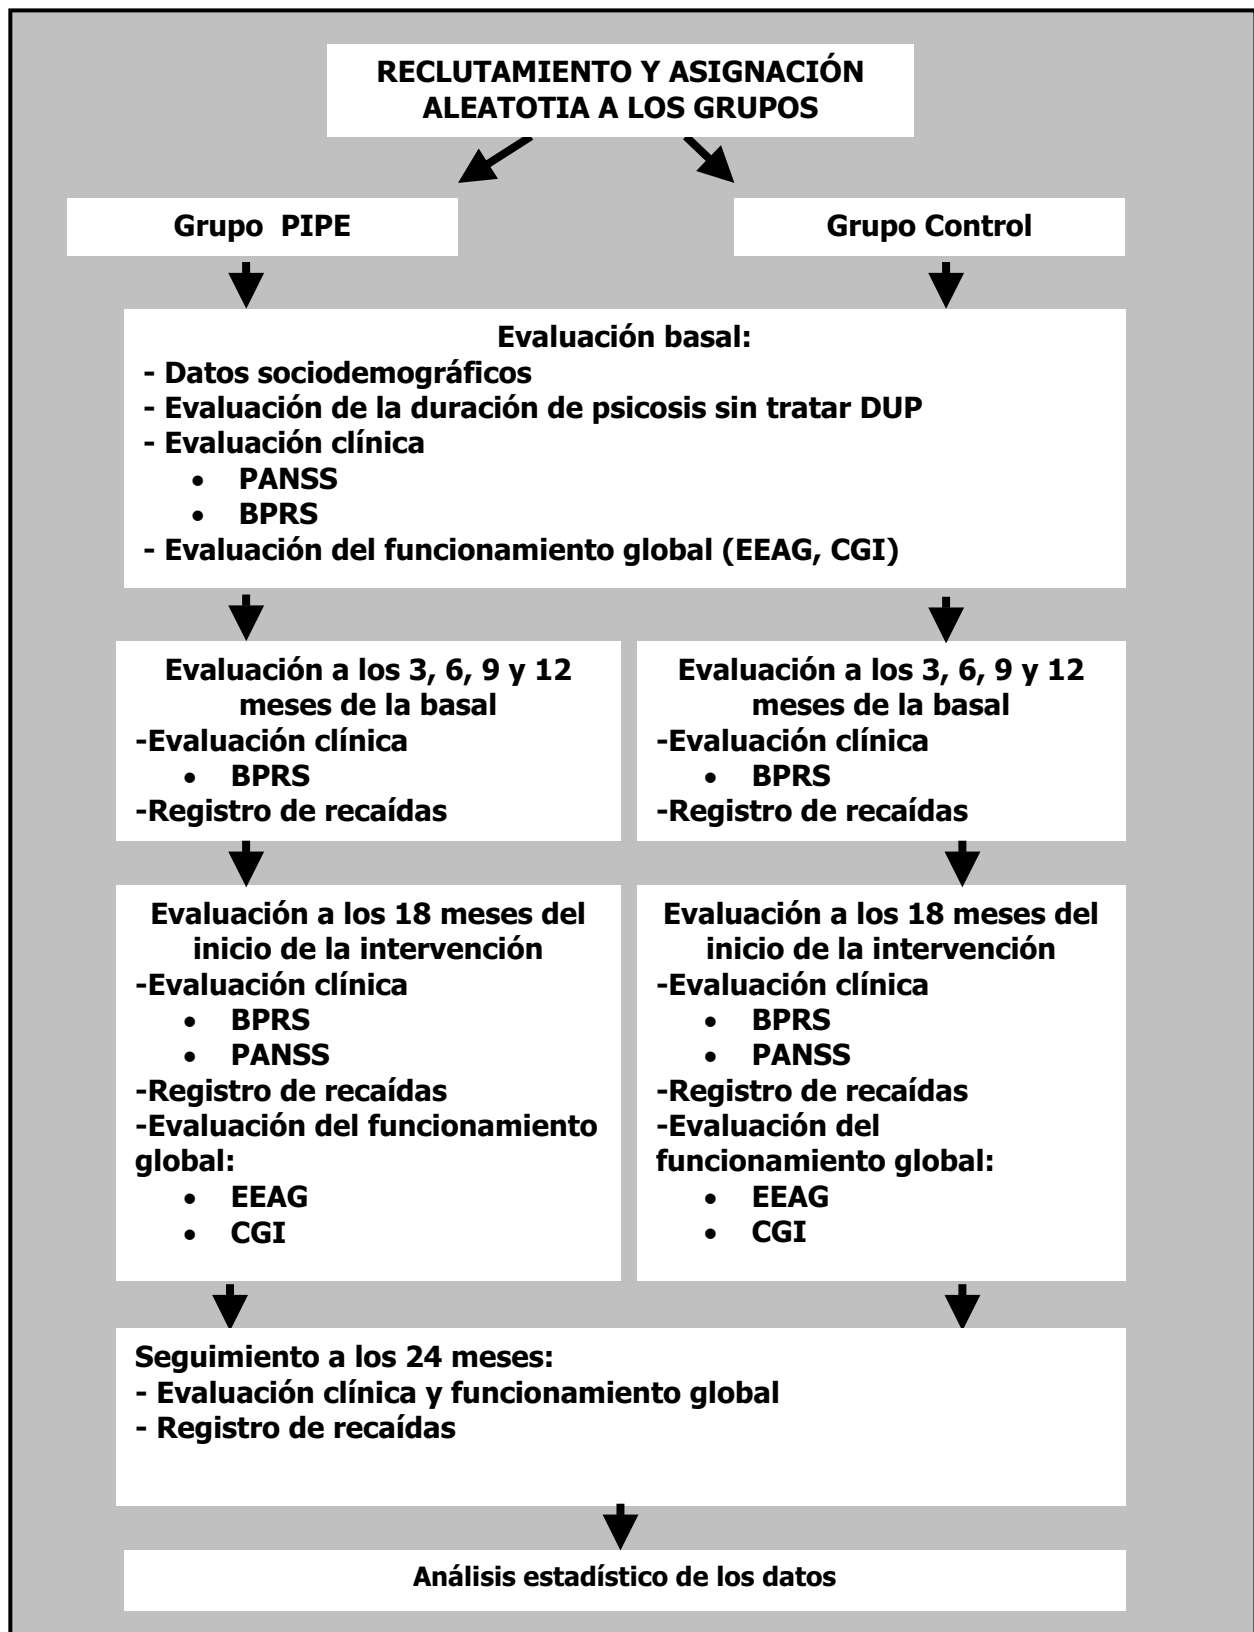 RECLUTAMIENTO Y ASIGNACIÓN
ALEATOTIA A LOS GRUPOS
Grupo  PIPE
Grupo Control
Evaluación basal:
- Datos sociodemográficos
- Evaluación de la duración de psicosis sin tratar DUP
- Evaluación clínica
• PANSS
• BPRS
- Evaluación del funcionamiento global (EEAG, CGI)
Evaluación a los 3, 6, 9 y 12
meses de la basal
-Evaluación clínica
• BPRS
-Registro de recaídas
Evaluación a los 3, 6, 9 y 12
meses de la basal
-Evaluación clínica
• BPRS
-Registro de recaídas
Evaluación a los 18 meses del
inicio de la intervención
-Evaluación clínica
• BPRS
• PANSS
-Registro de recaídas
-Evaluación del funcionamiento
global:
• EEAG
• CGI
Evaluación a los 18 meses del
inicio de la intervención
-Evaluación clínica
• BPRS
• PANSS
-Registro de recaídas
-Evaluación del
funcionamiento global:
• EEAG
• CGI
Seguimiento a los 24 meses:
- Evaluación clínica y funcionamiento global
- Registro de recaídas
Análisis estadístico de los datos